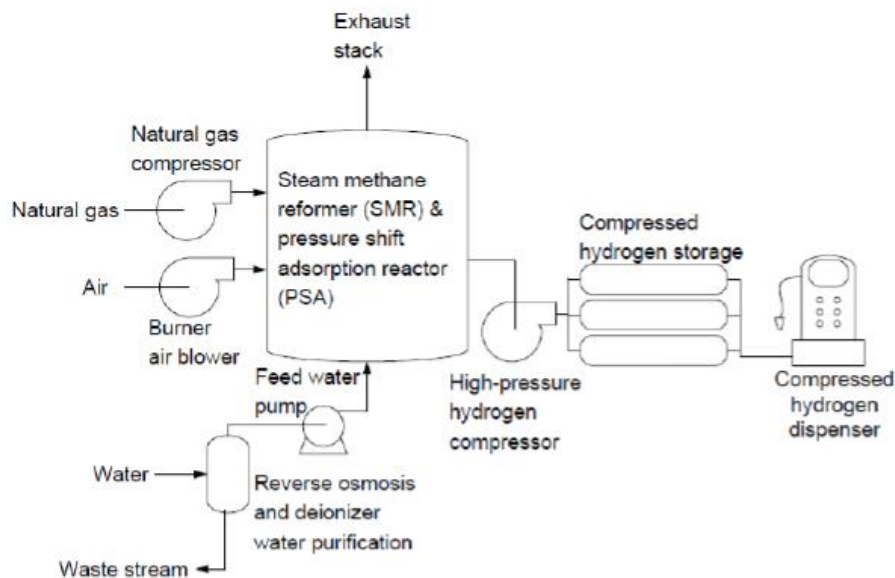 Exhaust
stack
Natural gas
compressor
Natural gas
Steam methane
reformer (SMR) &
pressure shift
adsorption reactor
(PSA)
Air
Burner
air blower
Compressed
hydrogen storage
Feed water
pump
High-pressure
hydrogen
compressor
Compressed
hydrogen
dispenser
Water
Reverse osmosis
and deionizer
water purification
Waste stream